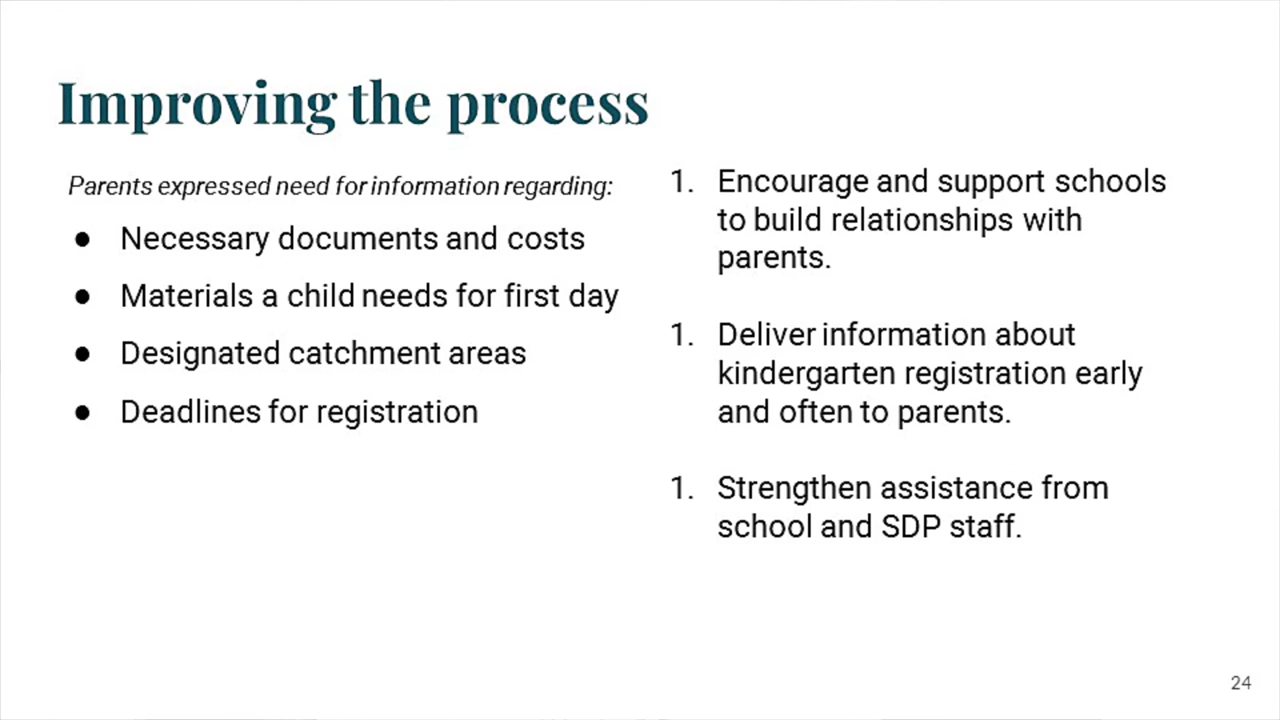 Improving the process
Parents expressed need for information regarding:
● Necessary documents and costs
● Materials a child needs for first day
● Designated catchment areas
● Deadlines for registration
1. Encourage and support schools
to build relationships with
parents.
1. Deliver information about
kindergarten registration early
and often to parents.
1. Strengthen assistance from
school and SDP staff.
24